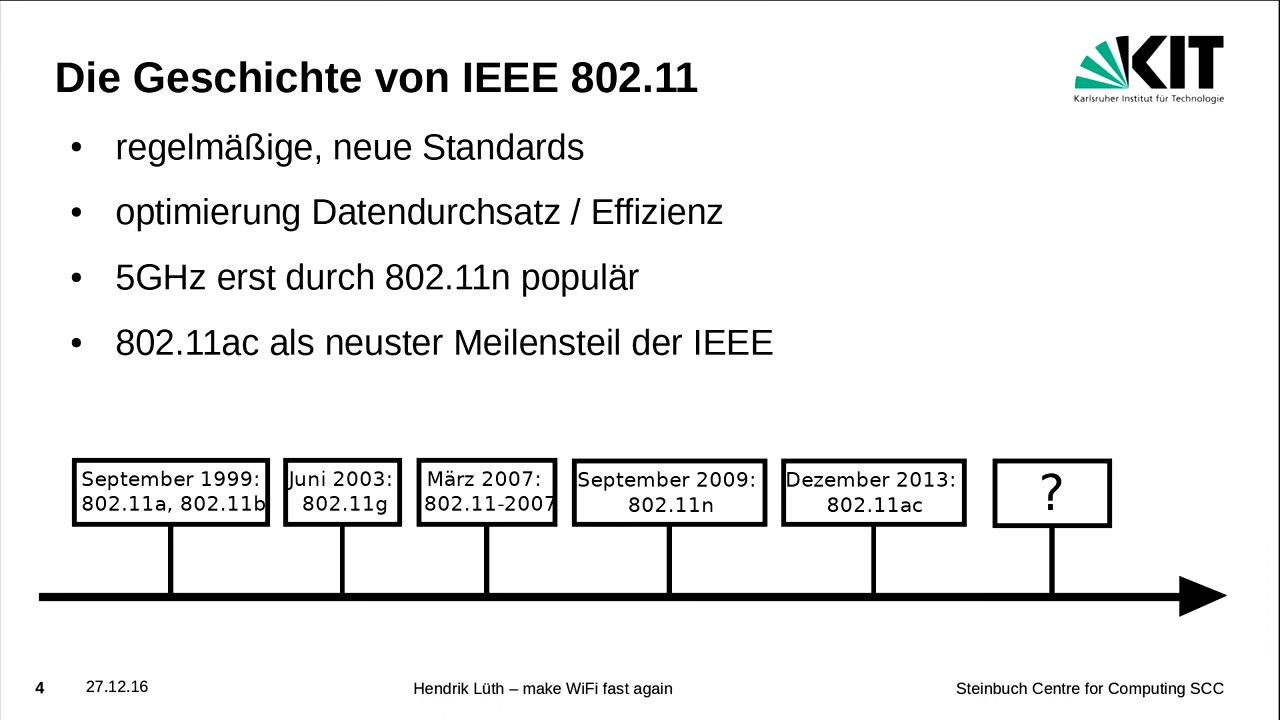 Die Geschichte von IEEE 802.11
KIT
Karlsruher Institut für Technologie
• regelmäßige, neue Standards
• optimierung Datendurchsatz / Effizienz
• 5GHz erst durch 802.11n populär
• 802.11ac als neuster Meilensteil der IEEE
September 1999:
802.11a, 802.11b
Juni 2003:
802.11g
März 2007:
802.11-2007
September 2009:
802.11n
Dezember 2013:
802.11ac
?
4
27.12.16
Hendrik Lüth – make WiFi fast again
Steinbuch Centre for Computing SCC